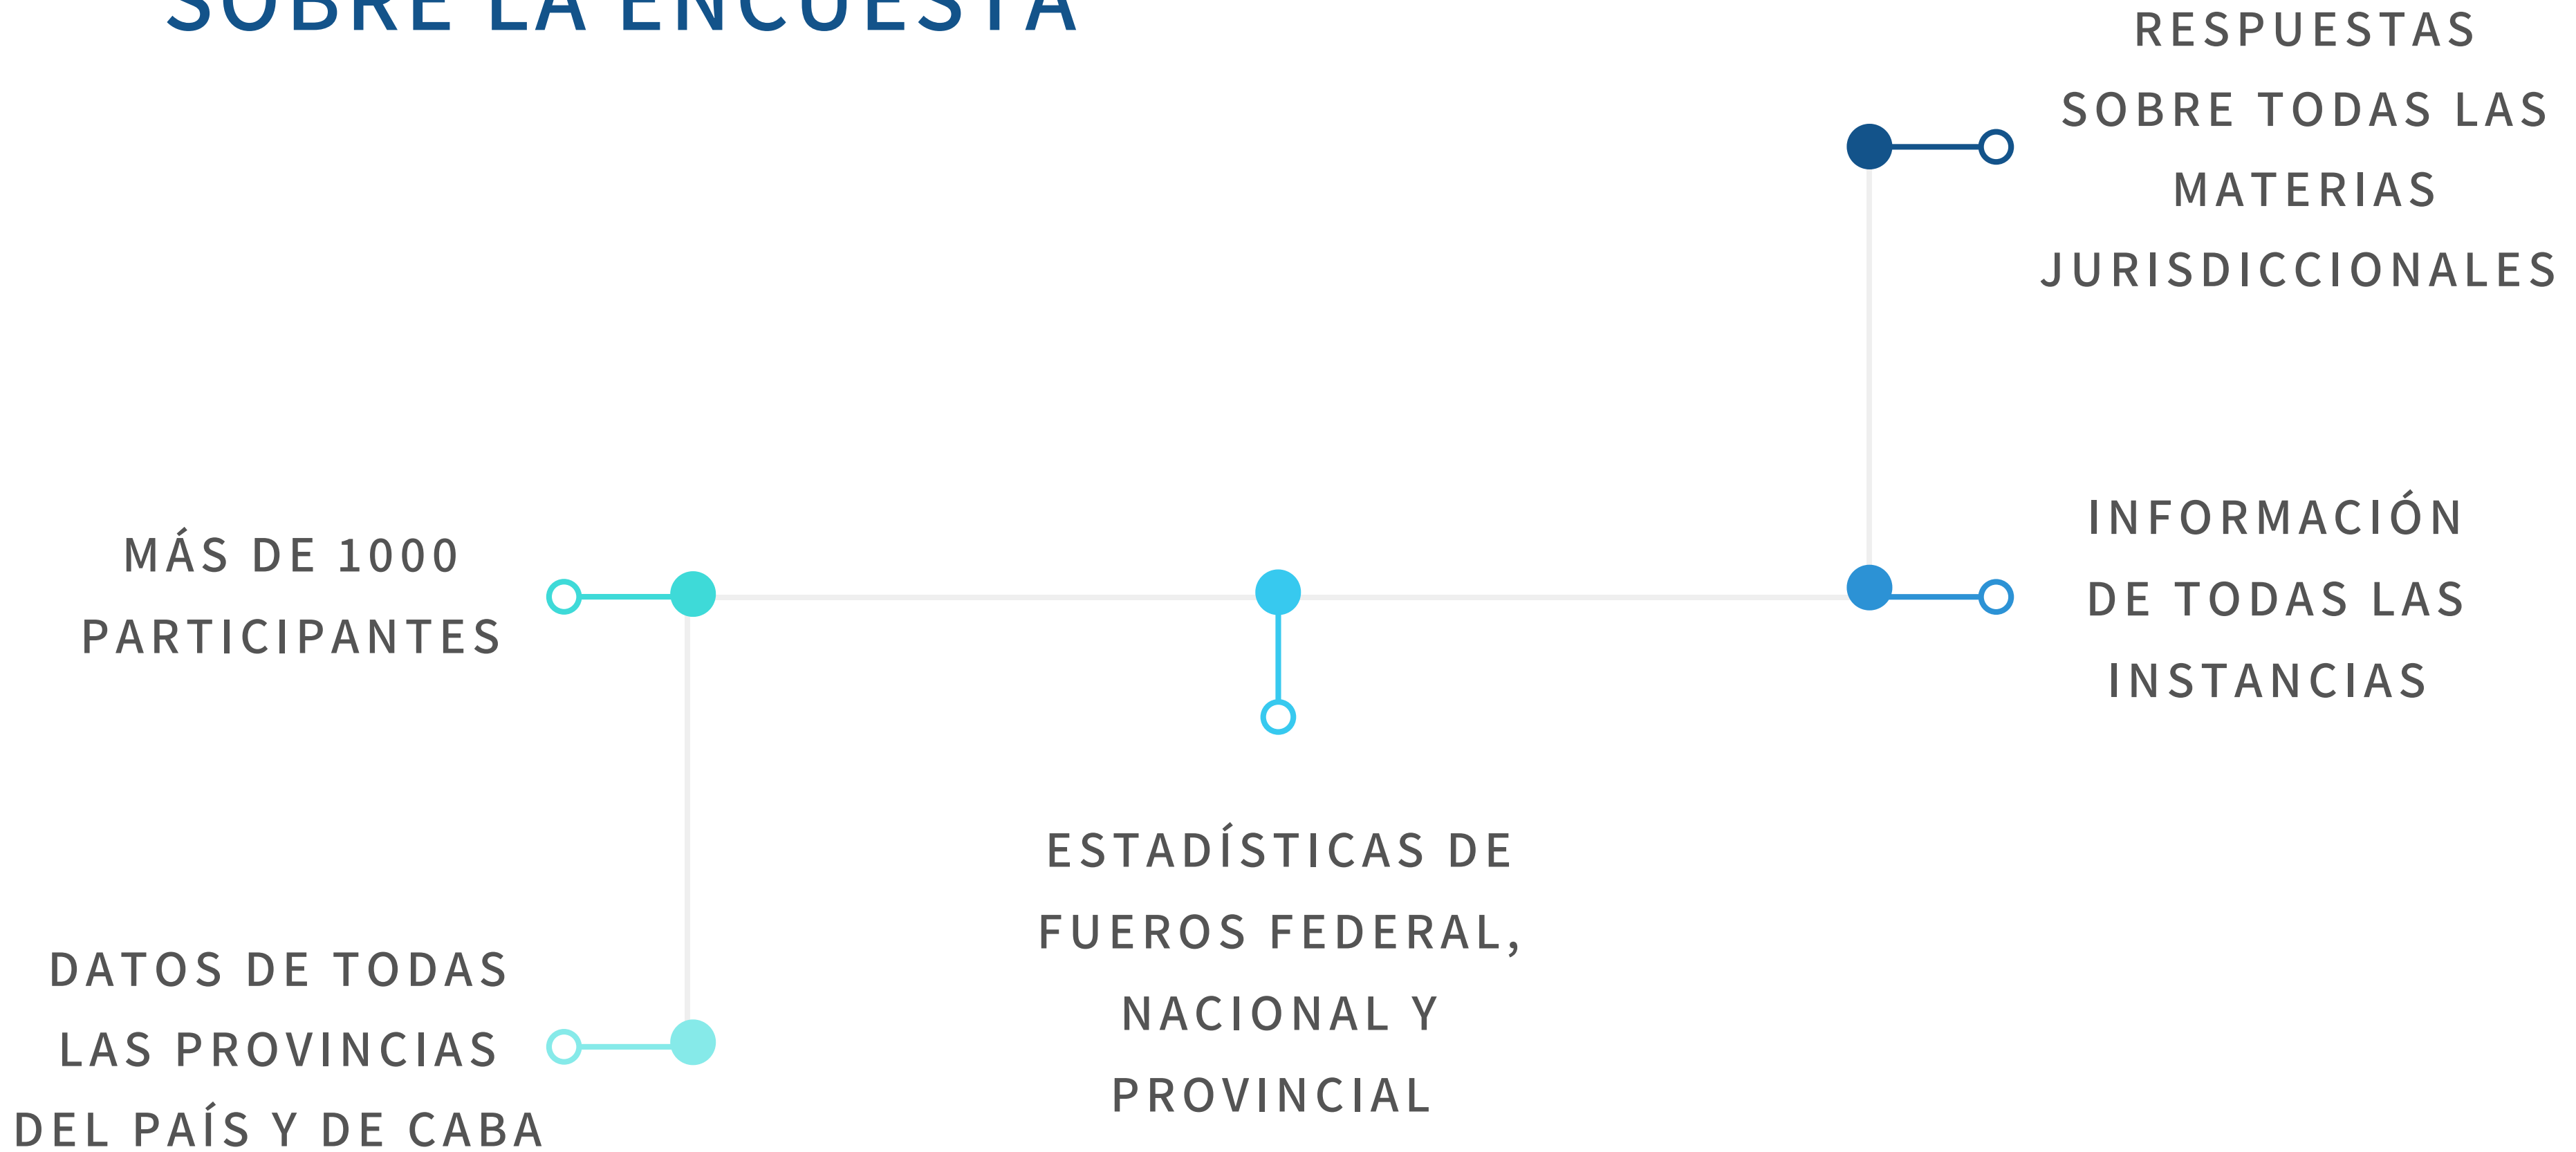 SOBRE LA ENCUESTA
RESPUESTAS
SOBRE TODAS LAS
MATERIAS
JURISDICCIONALES
MÁS DE 1000
PARTICIPANTES
INFORMACIÓN
DE TODAS LAS
INSTANCIAS
ESTADÍSTICAS DE
FUEROS FEDERAL,
NACIONAL Y
PROVINCIAL
DATOS DE TODAS
LAS PROVINCIAS
DEL PAÍS Y DE CABA